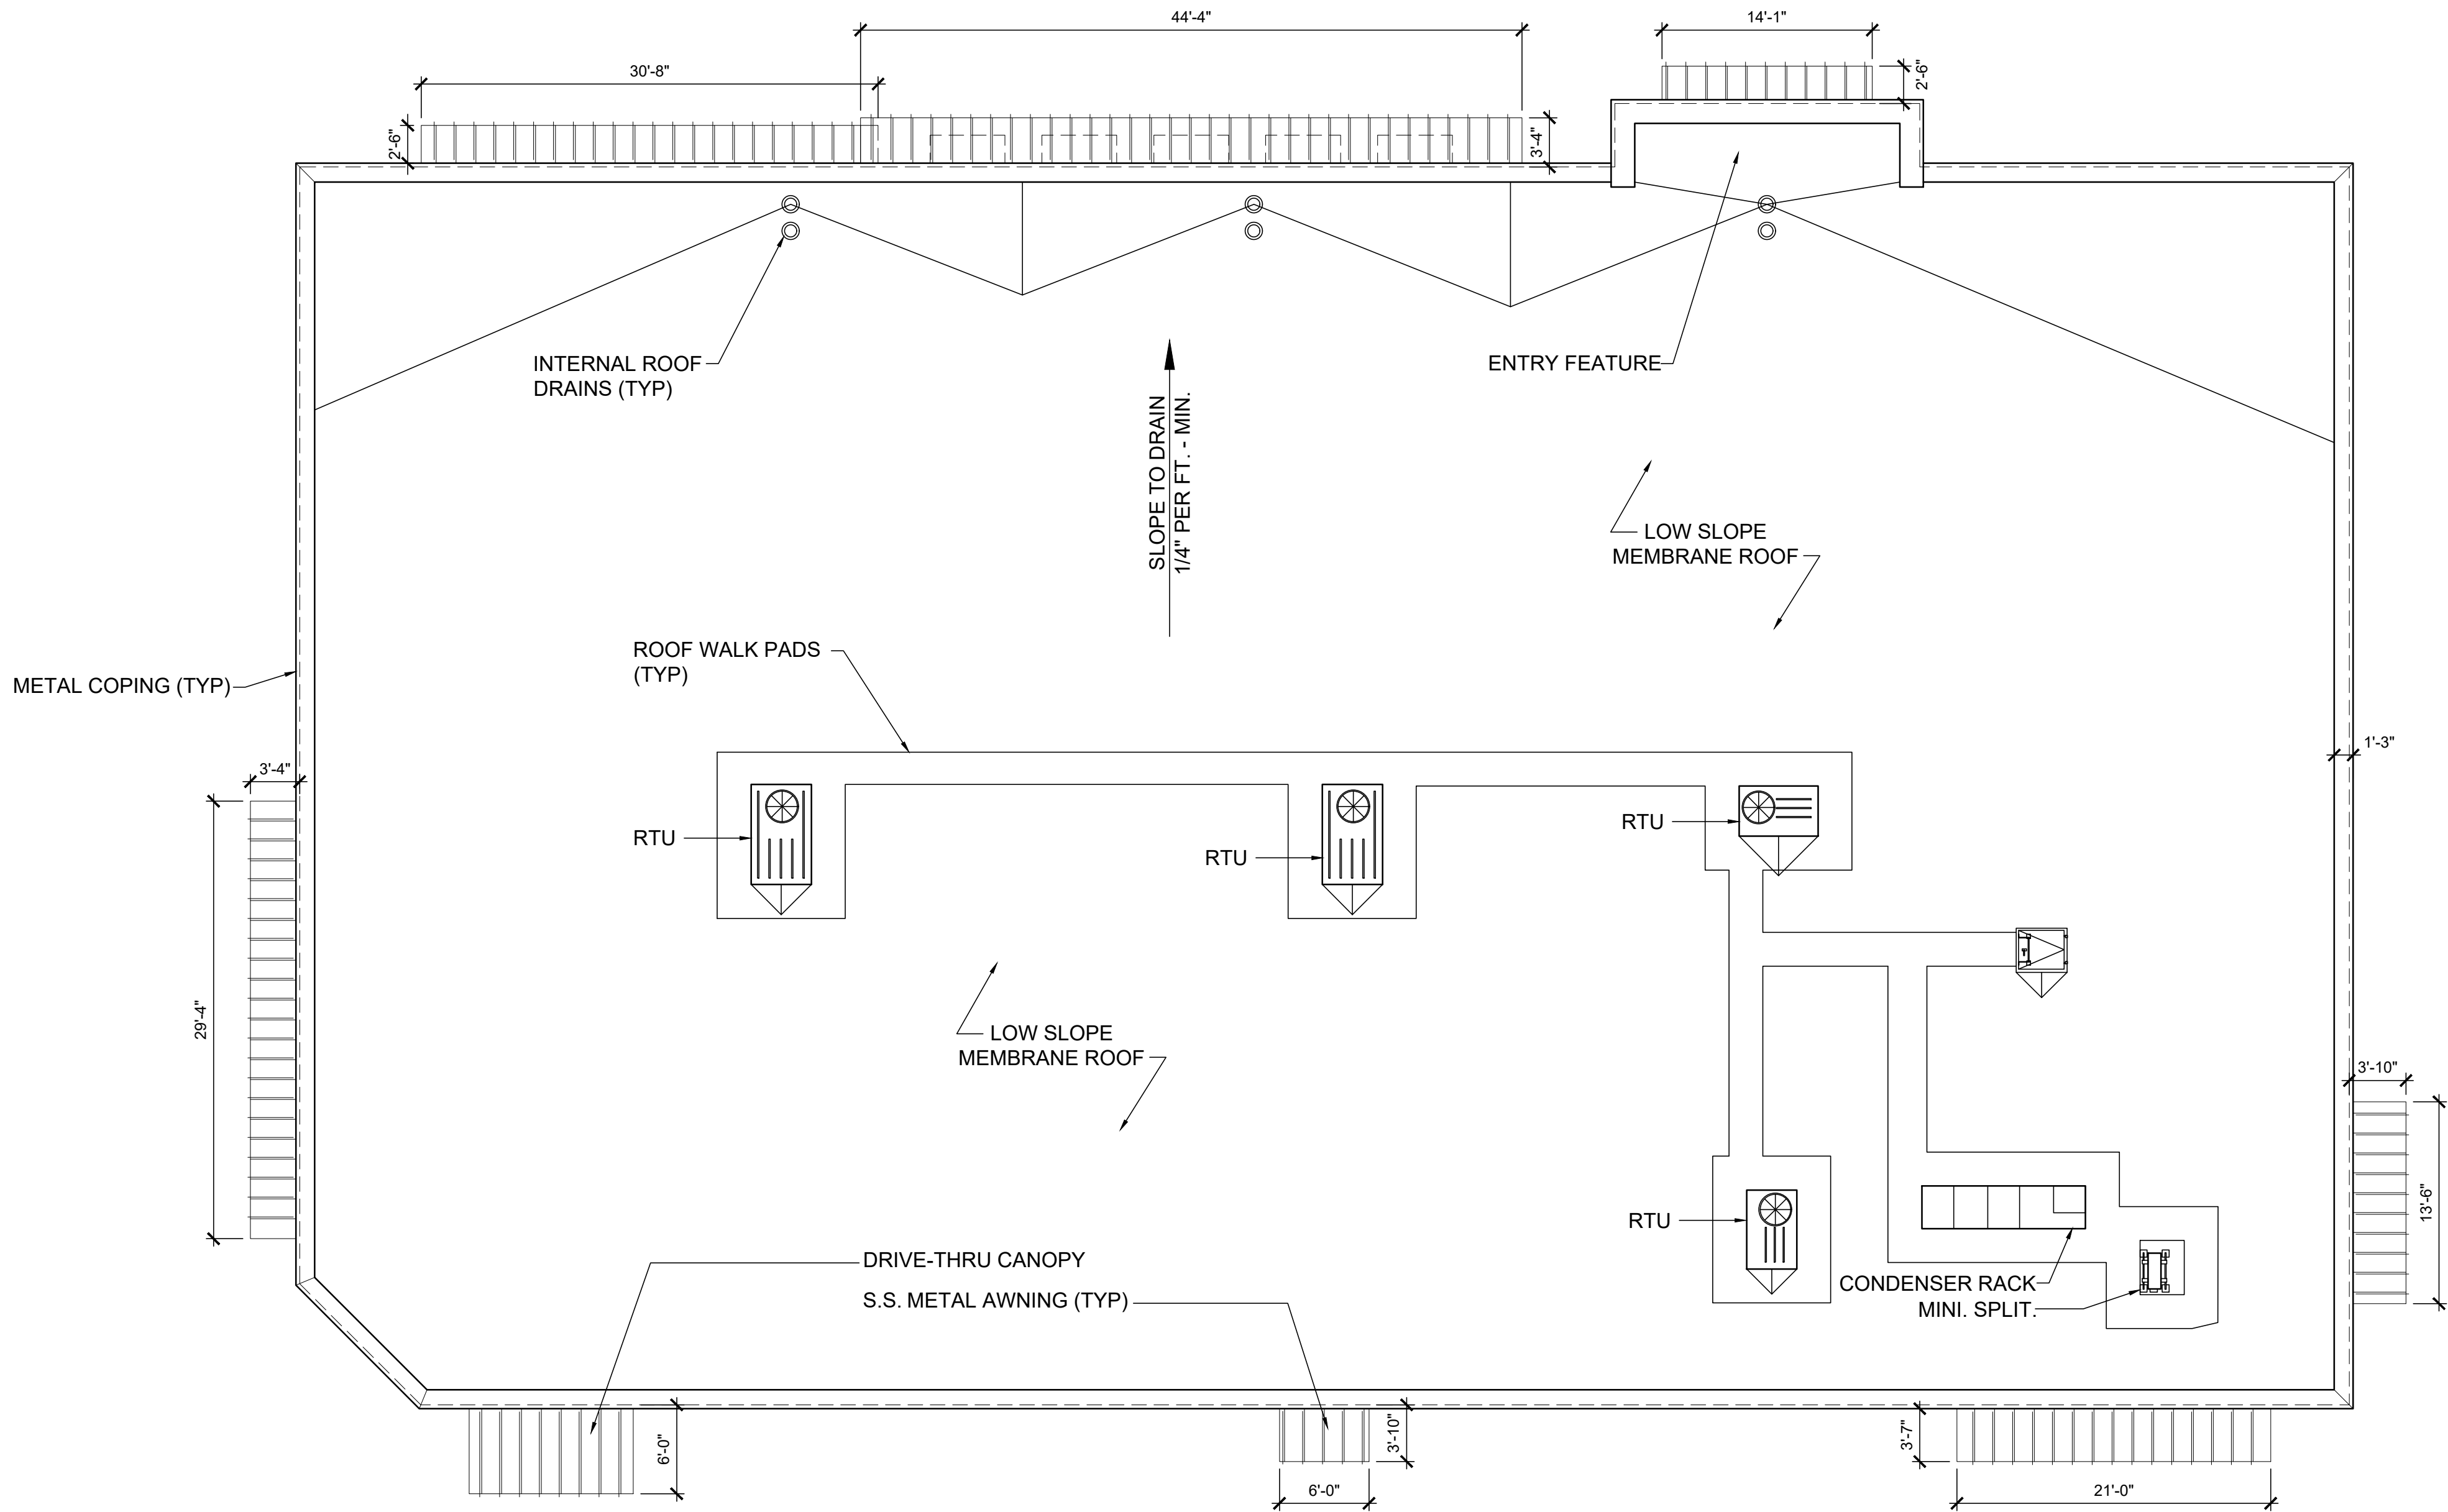 44'-4"
14'-1"
30'-8"
2'-6"
2'-6"
3'-4"
INTERNAL ROOF
DRAINS (TYP)
ENTRY FEATURE
SLOPE TO DRAIN
1/4" PER FT. - MIN.
LOW SLOPE
MEMBRANE ROOF
ROOF WALK PADS
(TYP)
METAL COPING (TYP)
1'-3"
3'-4"
RTU
RTU
RTU
29'-4"
LOW SLOPE
MEMBRANE ROOF
3'-10"
13'-6"
RTU
DRIVE-THRU CANOPY
CONDENSER RACK
S.S. METAL AWNING (TYP)
MINI. SPLIT.
6'-0"
3'-10"
3'-7"
6'-0"
21'-0"